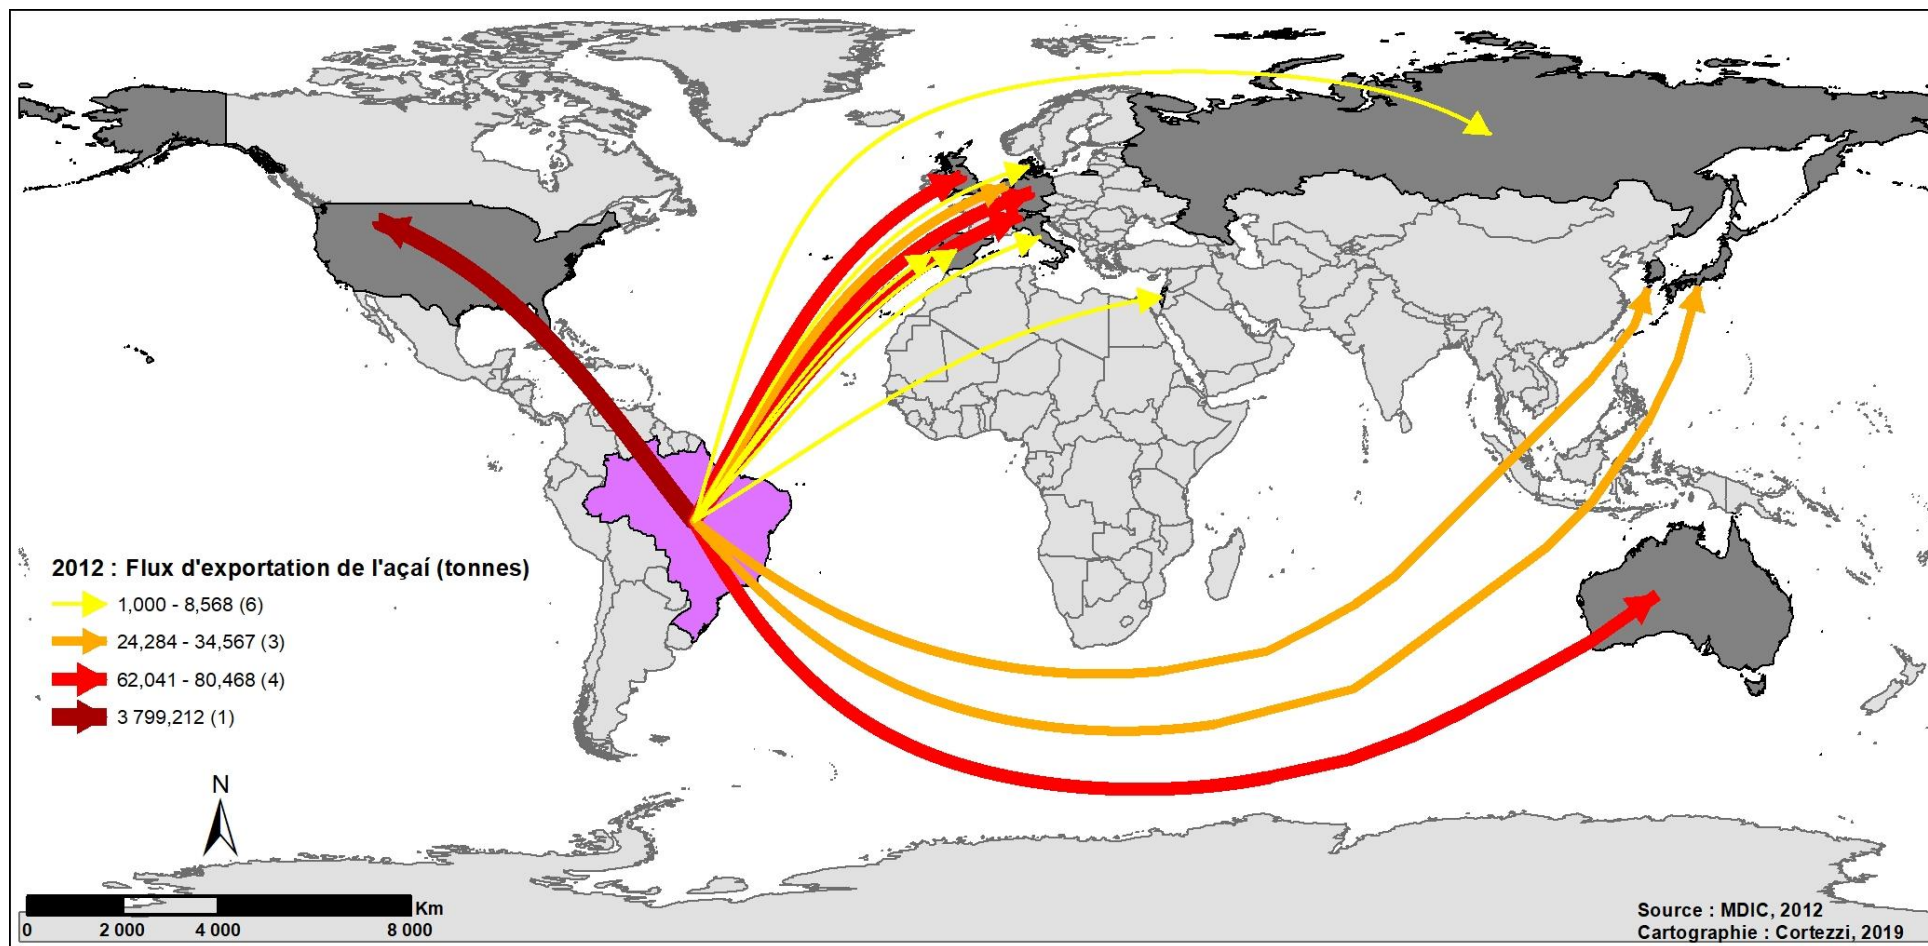 2012 : Flux d'exportation de l'açaí (tonnes)
1,000 - 8,568 (6)
24,284 - 34,567 (3)
62,041 - 80,468 (4)
3 799,212 (1)
N
Km
0 2 000 4 000 8 000
Source : MDIC, 2012
Cartographie : Cortezzi, 2019